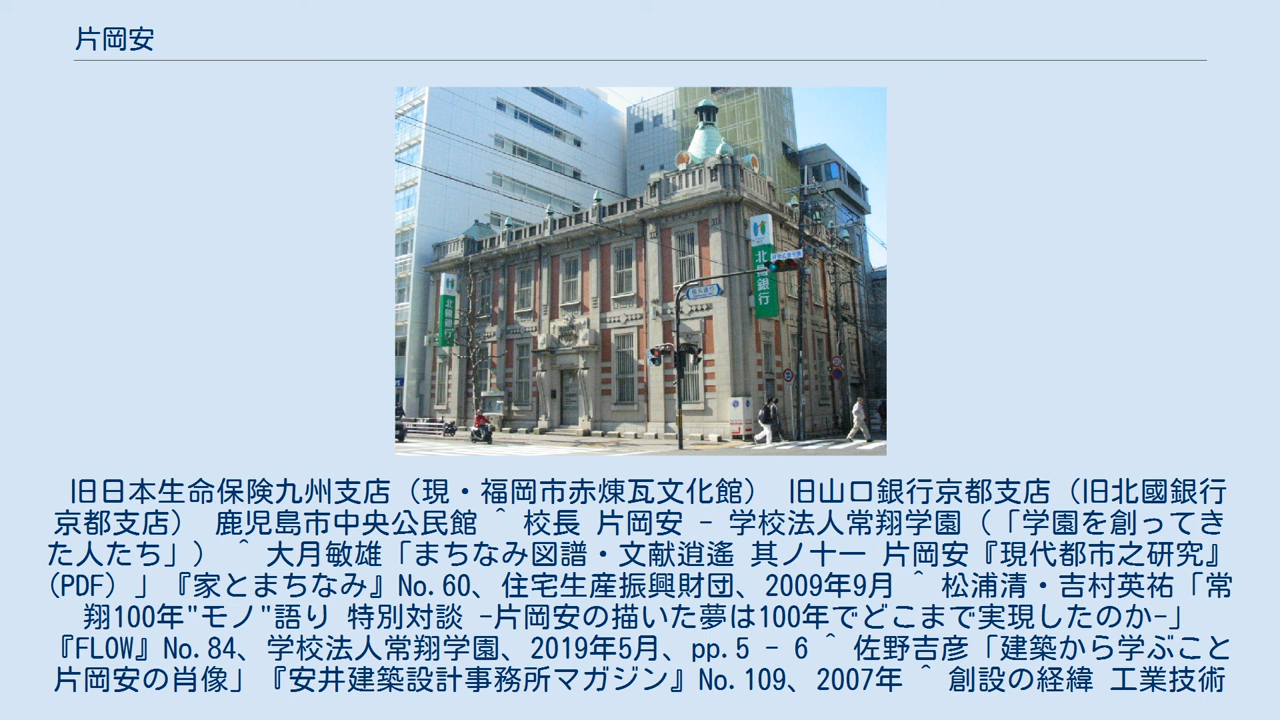 片岡安
北國銀行
北國銀行
旧日本生命保険九州支店（現・福岡市赤煉瓦文化館） 旧山口銀行京都支店（旧北國銀行
京都支店） 鹿児島市中央公民館 ^ 校長 片岡安 - 学校法人常翔学園（「学園を創ってき
た人たち」） ^ 大月敏雄「まちなみ図譜・文献逍遙 其ノ十一 片岡安『現代都市之研究』
(PDF）」『家とまちなみ』No.60、住宅生産振興財団、2009年9月 ^ 松浦清・吉村英祐「常
翔100年"モノ"語り 特別対談 -片岡安の描いた夢は100年でどこまで実現したのか-」
『FLOW』No.84、学校法人常翔学園、2019年5月、pp.5 - 6 ^ 佐野吉彦「建築から学ぶこと
片岡安の肖像」『安井建築設計事務所マガジン』No.109、2007年 ^ 創設の経緯 工業技術